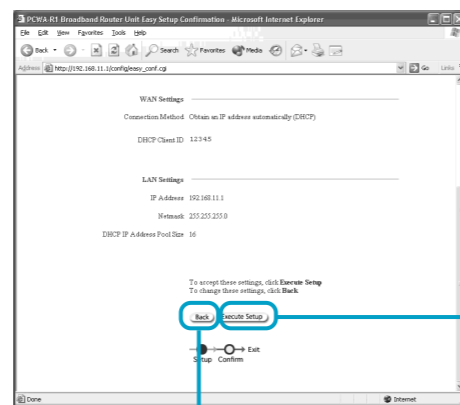 PCWA-R1 Broadband Router Unit Easy Setup Confirmation - Microsoft Internet Explorer
File Edit View Favorites Tools Help
Back Search Favorites Media
Address http://192.168.11.1/config/easy_conf.cgi Go Links
WAN Settings
Connection Method Obtain an IP address automatically (DHCP)
DHCP Client ID 12345
LAN Settings
IP Address 192.168.11.1
Netmask 255.255.255.0
DHCP IP Address Pool Size 16
To accept these settings, click Execute Setup
To change these settings, click Back.
Back Execute Setup
Exit
Setup Confirm
Done Internet